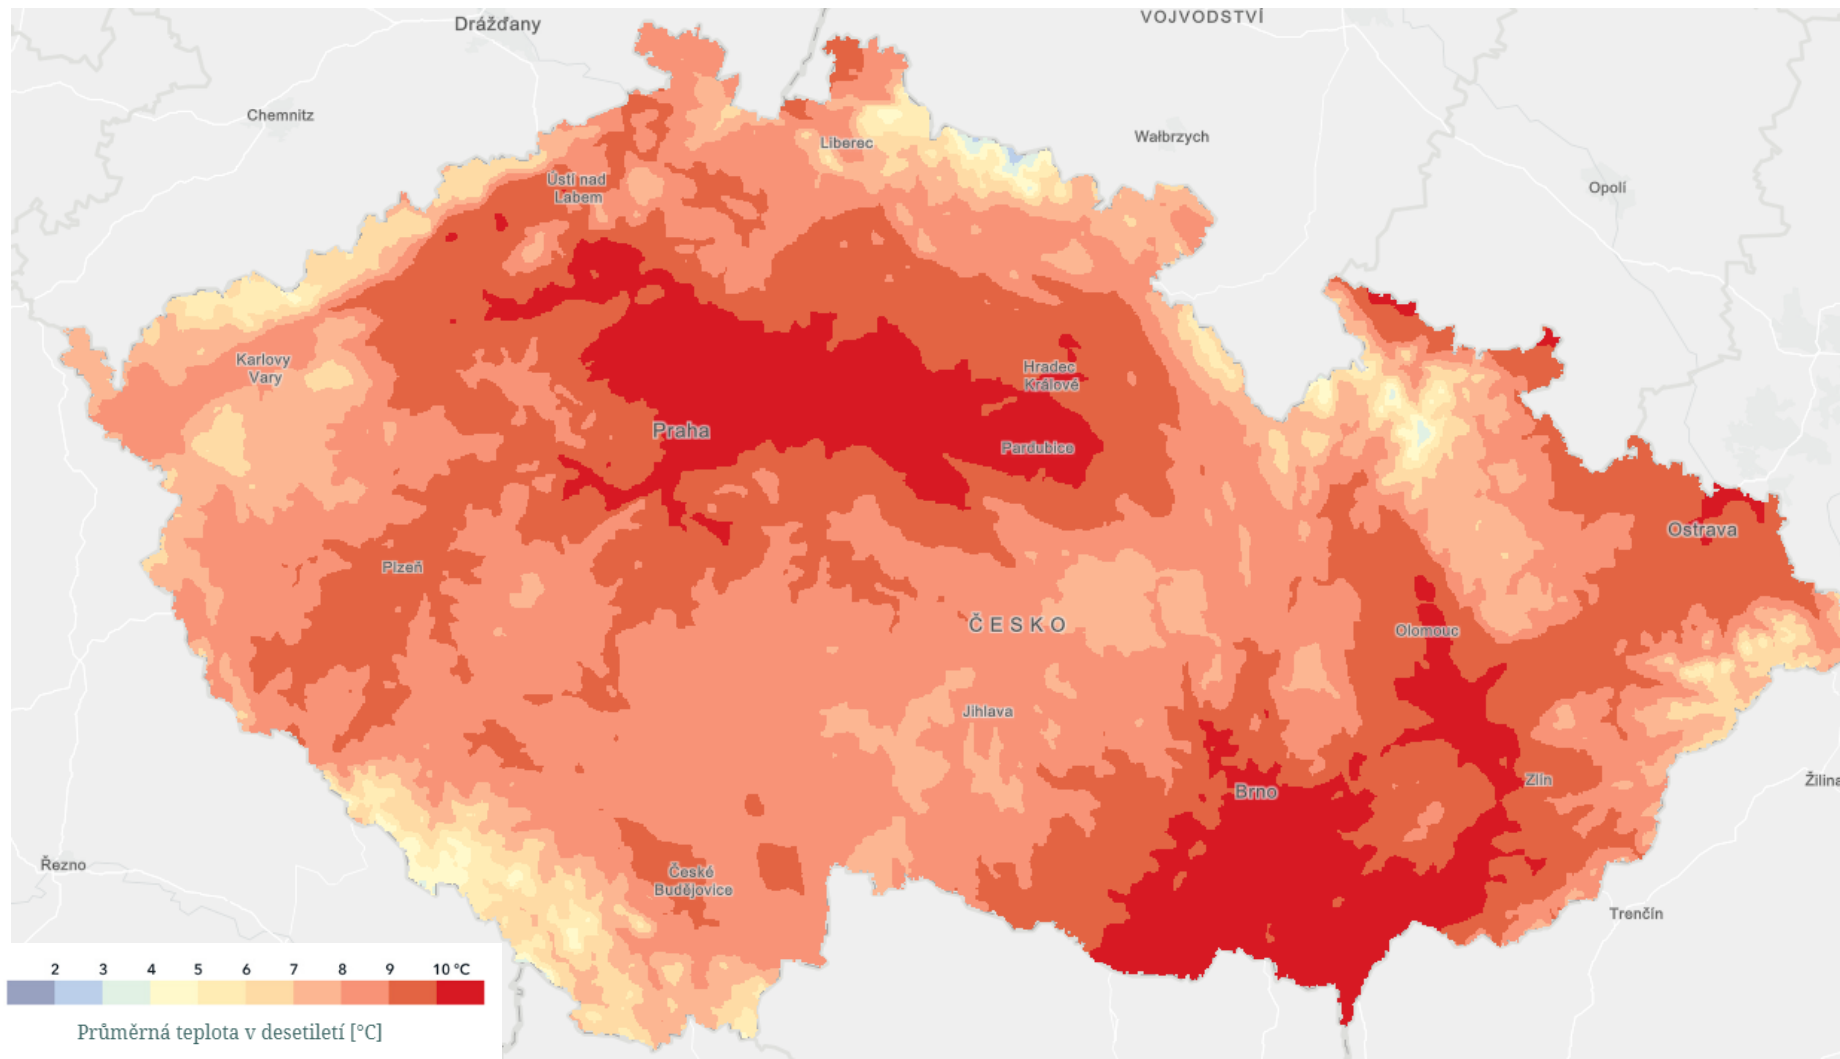 VOJVODSTVÍ
Drážďany
Chemnitz
Wałbrzych
Liberec
Ústí nad
Labem
Opolí
Karlovy
Vary
Hradec
Králové
Praha
Pardubice
Ostrava
Plzeň
ČESKO
Olomouc
Jihlava
Zlín
Žilina
Brno
Řezno
České
Budějovice
Trenčín
2 3 4 5 6 7 8 9 10 °C
Průměrná teplota v desetiletí [°C]